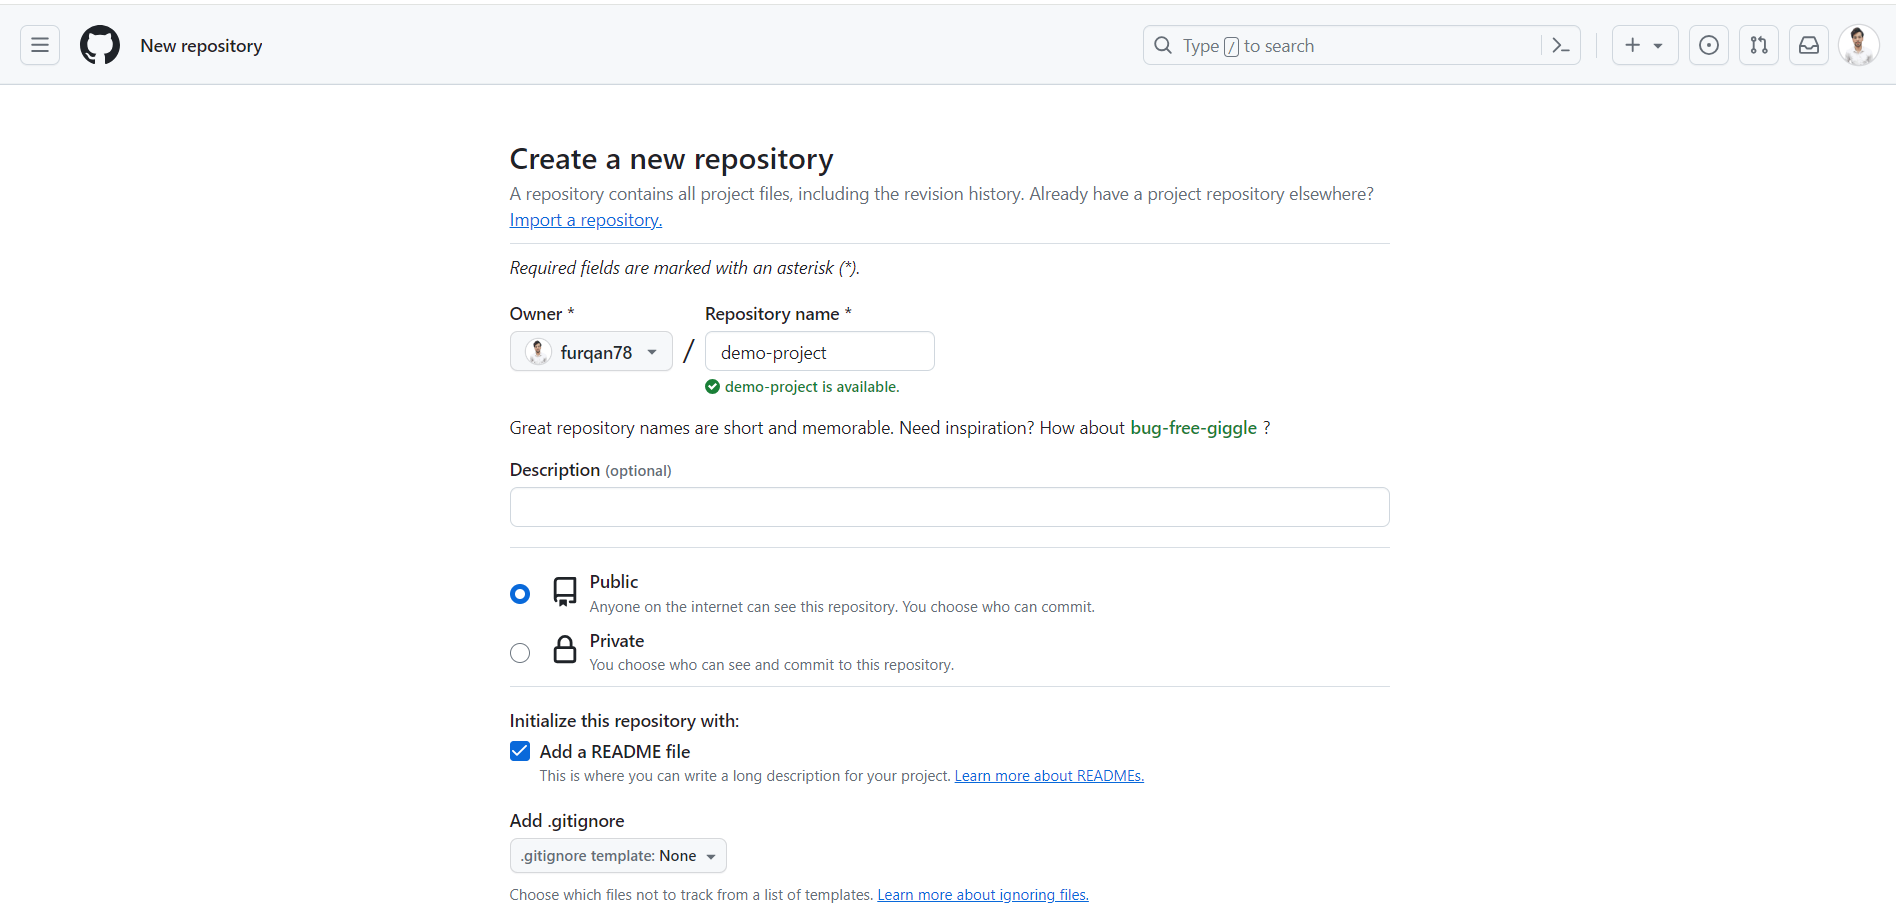 New repository
Type / to search
Create a new repository
A repository contains all project files, including the revision history. Already have a project repository elsewhere?
Import a repository.
Required fields are marked with an asterisk (*).
Owner *
Repository name *
furqan78 / demo-project
demo-project is available.
Great repository names are short and memorable. Need inspiration? How about bug-free-giggle ?
Description (optional)
Public
Anyone on the internet can see this repository. You choose who can commit.
Private
You choose who can see and commit to this repository.
Initialize this repository with:
Add a README file
This is where you can write a long description for your project. Learn more about READMEs.
Add .gitignore
.gitignore template: None
Choose which files not to track from a list of templates. Learn more about ignoring files.